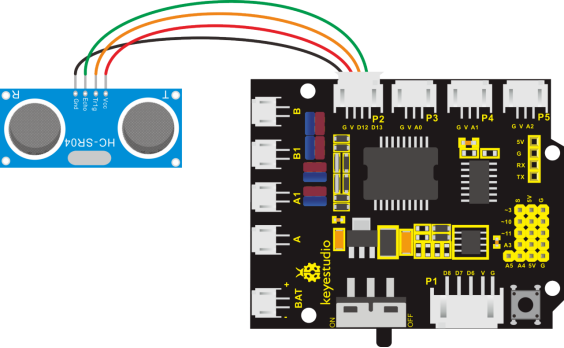 R
T
Gnd
Echo
Trig
Vcc
HC-SR04
P2
P3
P4
P5
G V D12 D13
G V A0
G V A1
G V A2
B
B1
A1
A
BAT
+
-
5V
G
RX
TX
S
5V
G
~3
~10
~11
A3
A5 A4 5V G
keyestudio
ON
OFF
P1
D8 D7 D6 V G